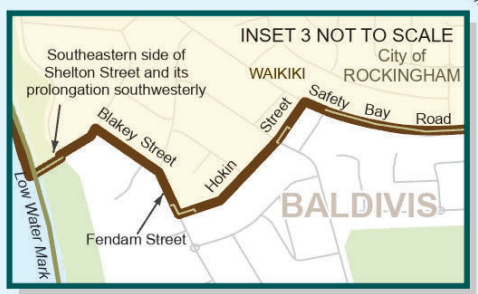 INSET 3 NOT TO SCALE
City of
ROCKINGHAM
WAIKIKI
Southeastern side of
Shelton Street and its
prolongation southwesterly
Blakey Street
Hokin Street
Safety Bay Road
BALDIVIS
Fendam Street
Low Water Mark